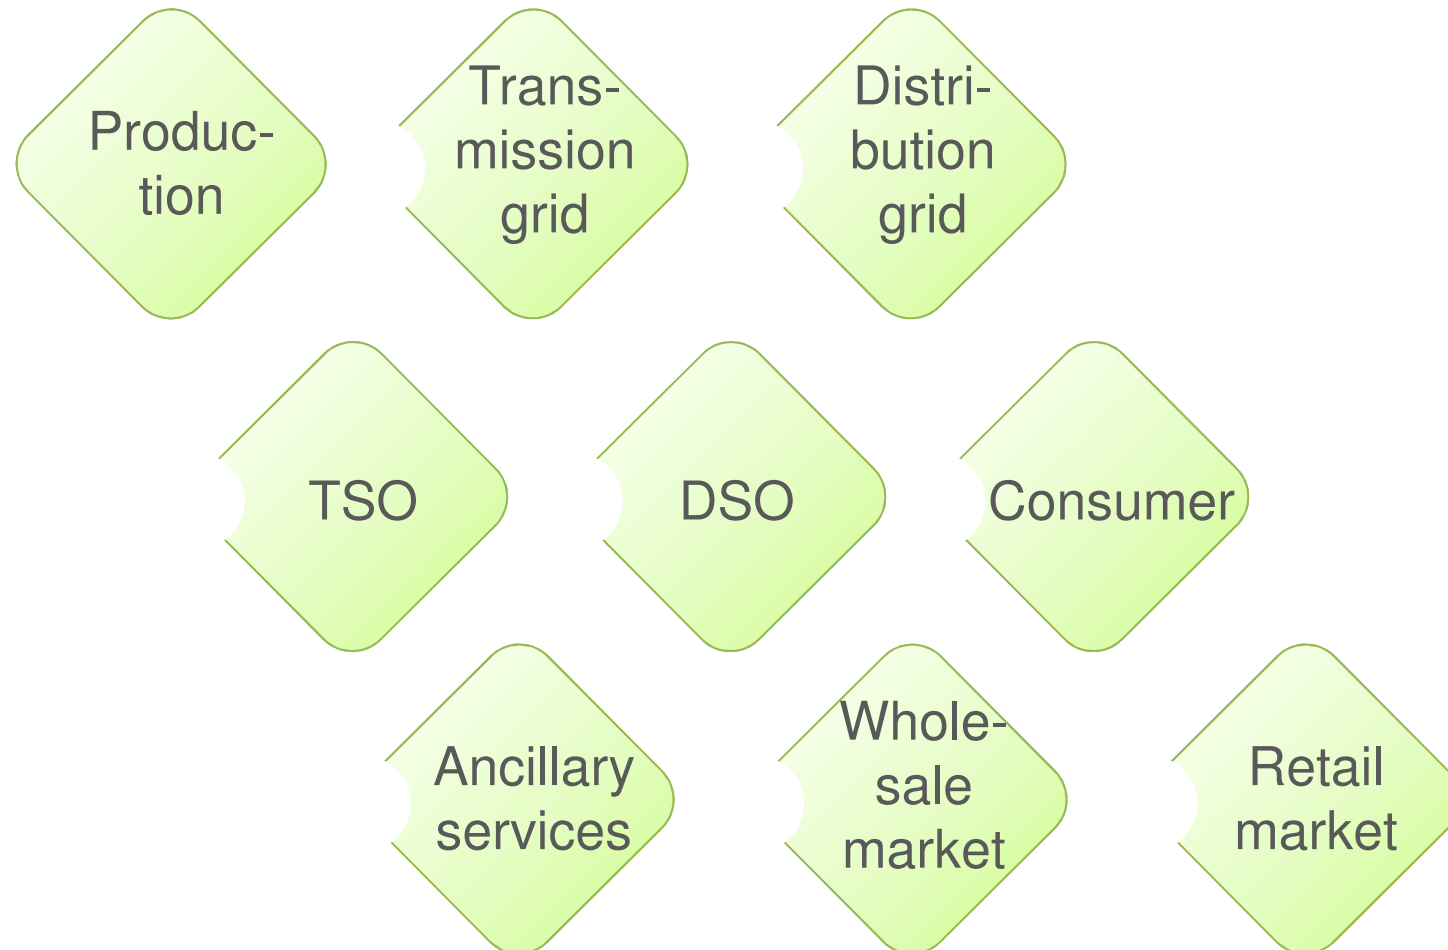 Produc-
tion
Trans-
mission
grid
Distri-
bution
grid
TSO
DSO
Consumer
Ancillary
services
Whole-
sale
market
Retail
market